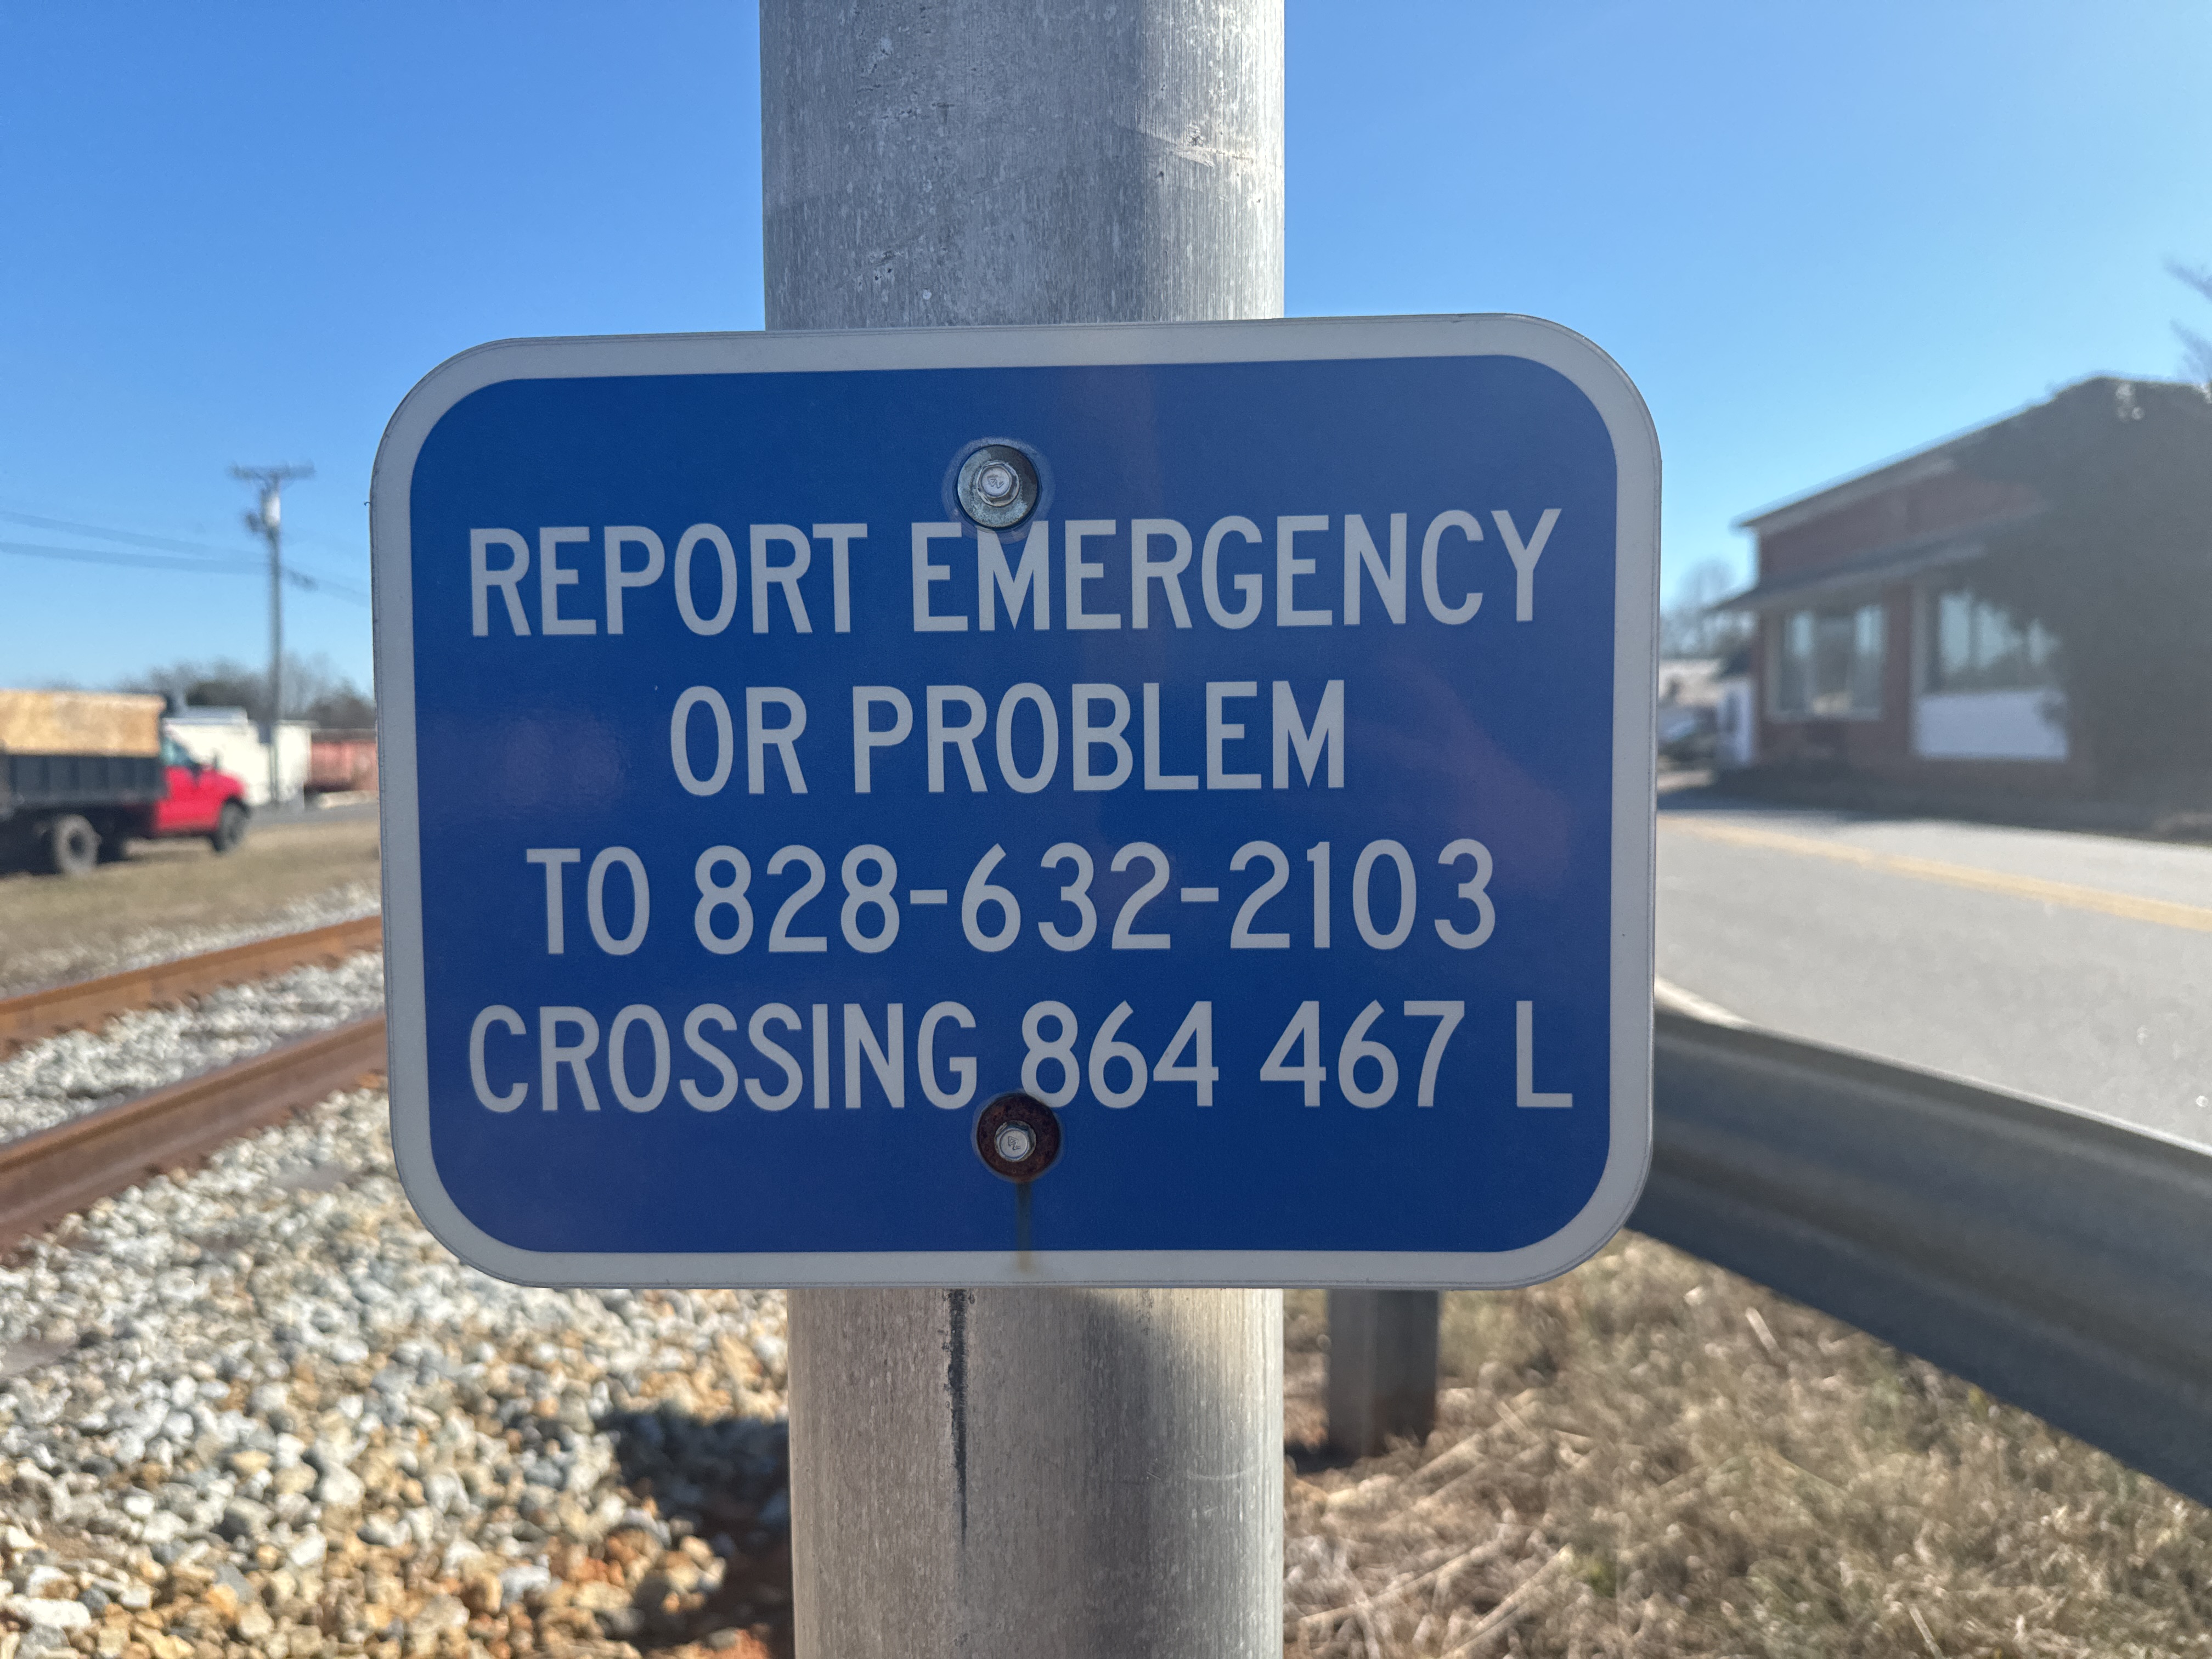 REPORT EMERGENCY
OR PROBLEM
TO 828-632-2103
CROSSING 864 467 L